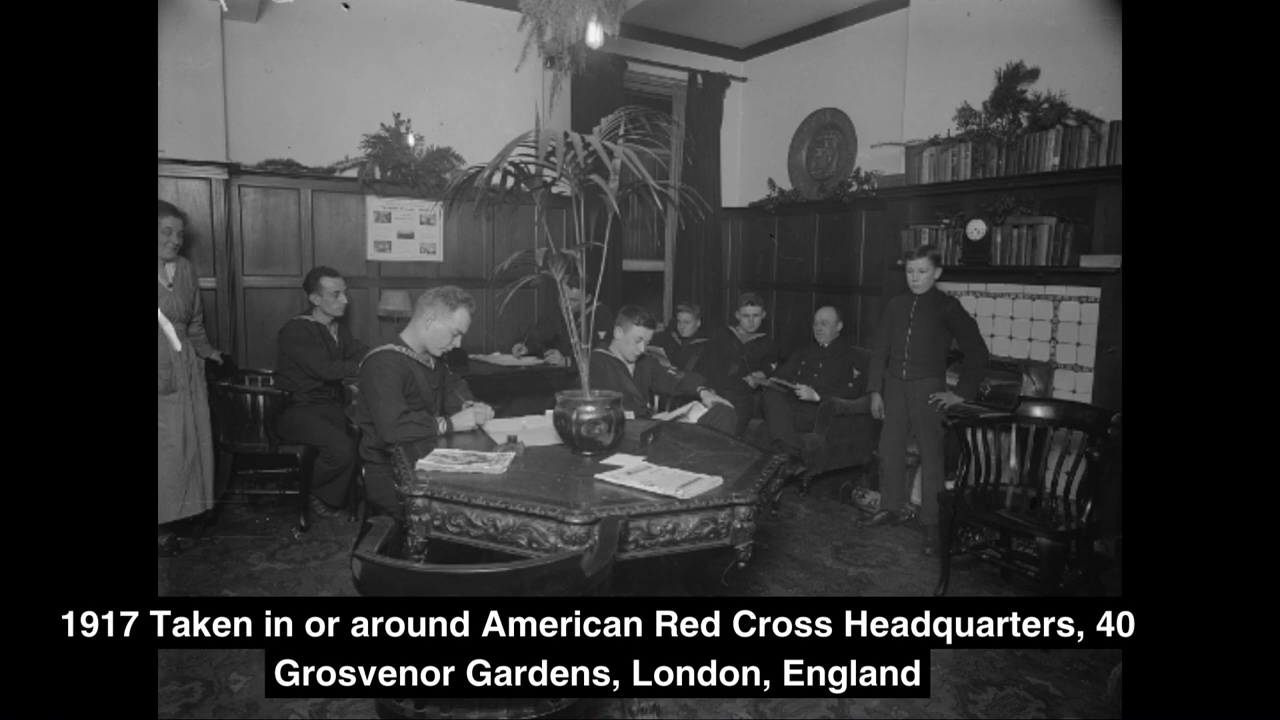 1917 Taken in or around American Red Cross Headquarters, 40
Grosvenor Gardens, London, England